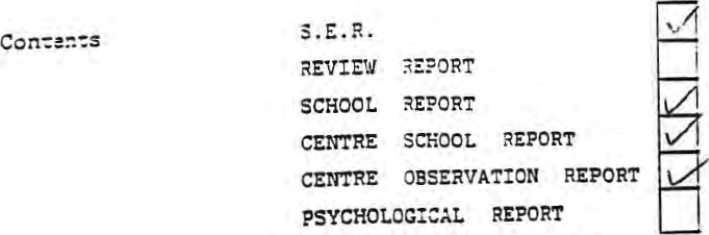 Contents S.E.R. ✓
REVIEW REPORT
SCHOOL REPORT ✓
CENTRE SCHOOL REPORT ✓
CENTRE OBSERVATION REPORT ✓
PSYCHOLOGICAL REPORT